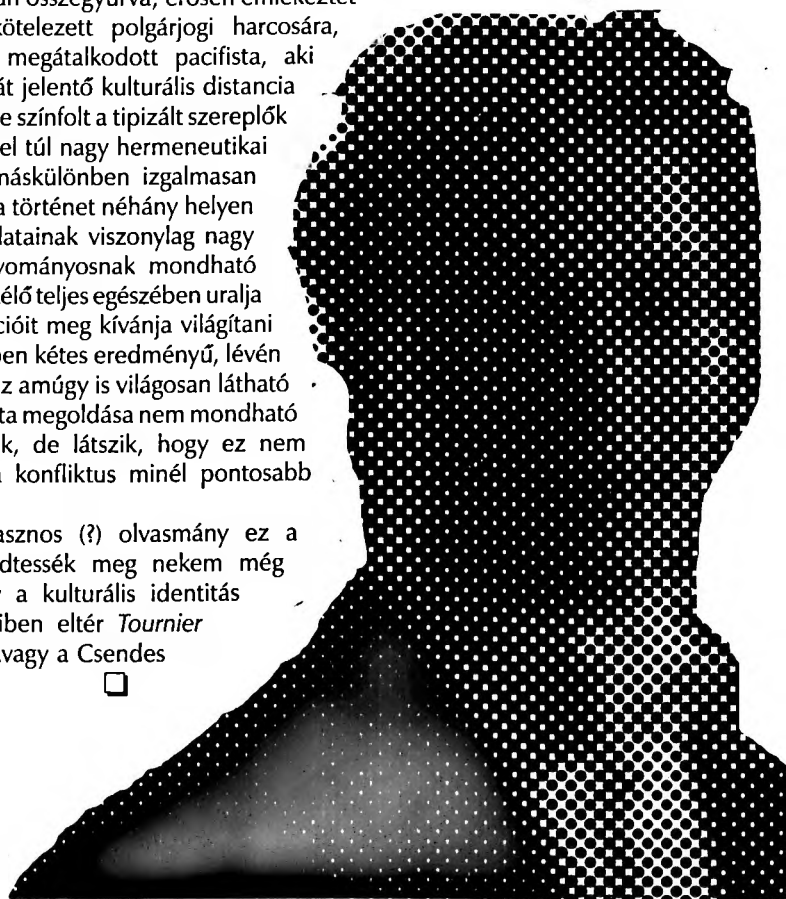 összegyúrva, erősen emlékeztet
kötelezett polgárjogi harcosára,
megátalkodott pacifista, aki
át jelentő kulturális distancia
e színfolt a tipizált szereplők
el túl nagy hermeneutikai
náskülönben izgalmasan
a történet néhány helyen
latainak viszonylag nagy
yományosnak mondható
élő teljes egészében uralja
cióit meg kívánja világítani
en kétes eredményű, lévén
z amúgy is világosan látható
ta megoldása nem mondható
k, de látszik, hogy ez nem
konfliktus minél pontosabb
asznos (?) olvasmány ez a
dtessék meg nekem még
a kulturális identitás
iben eltér Tournier
vagy a Csendes